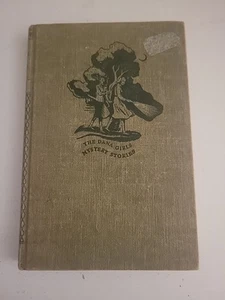 THE DANA GIRLS
MYSTERY STORIES